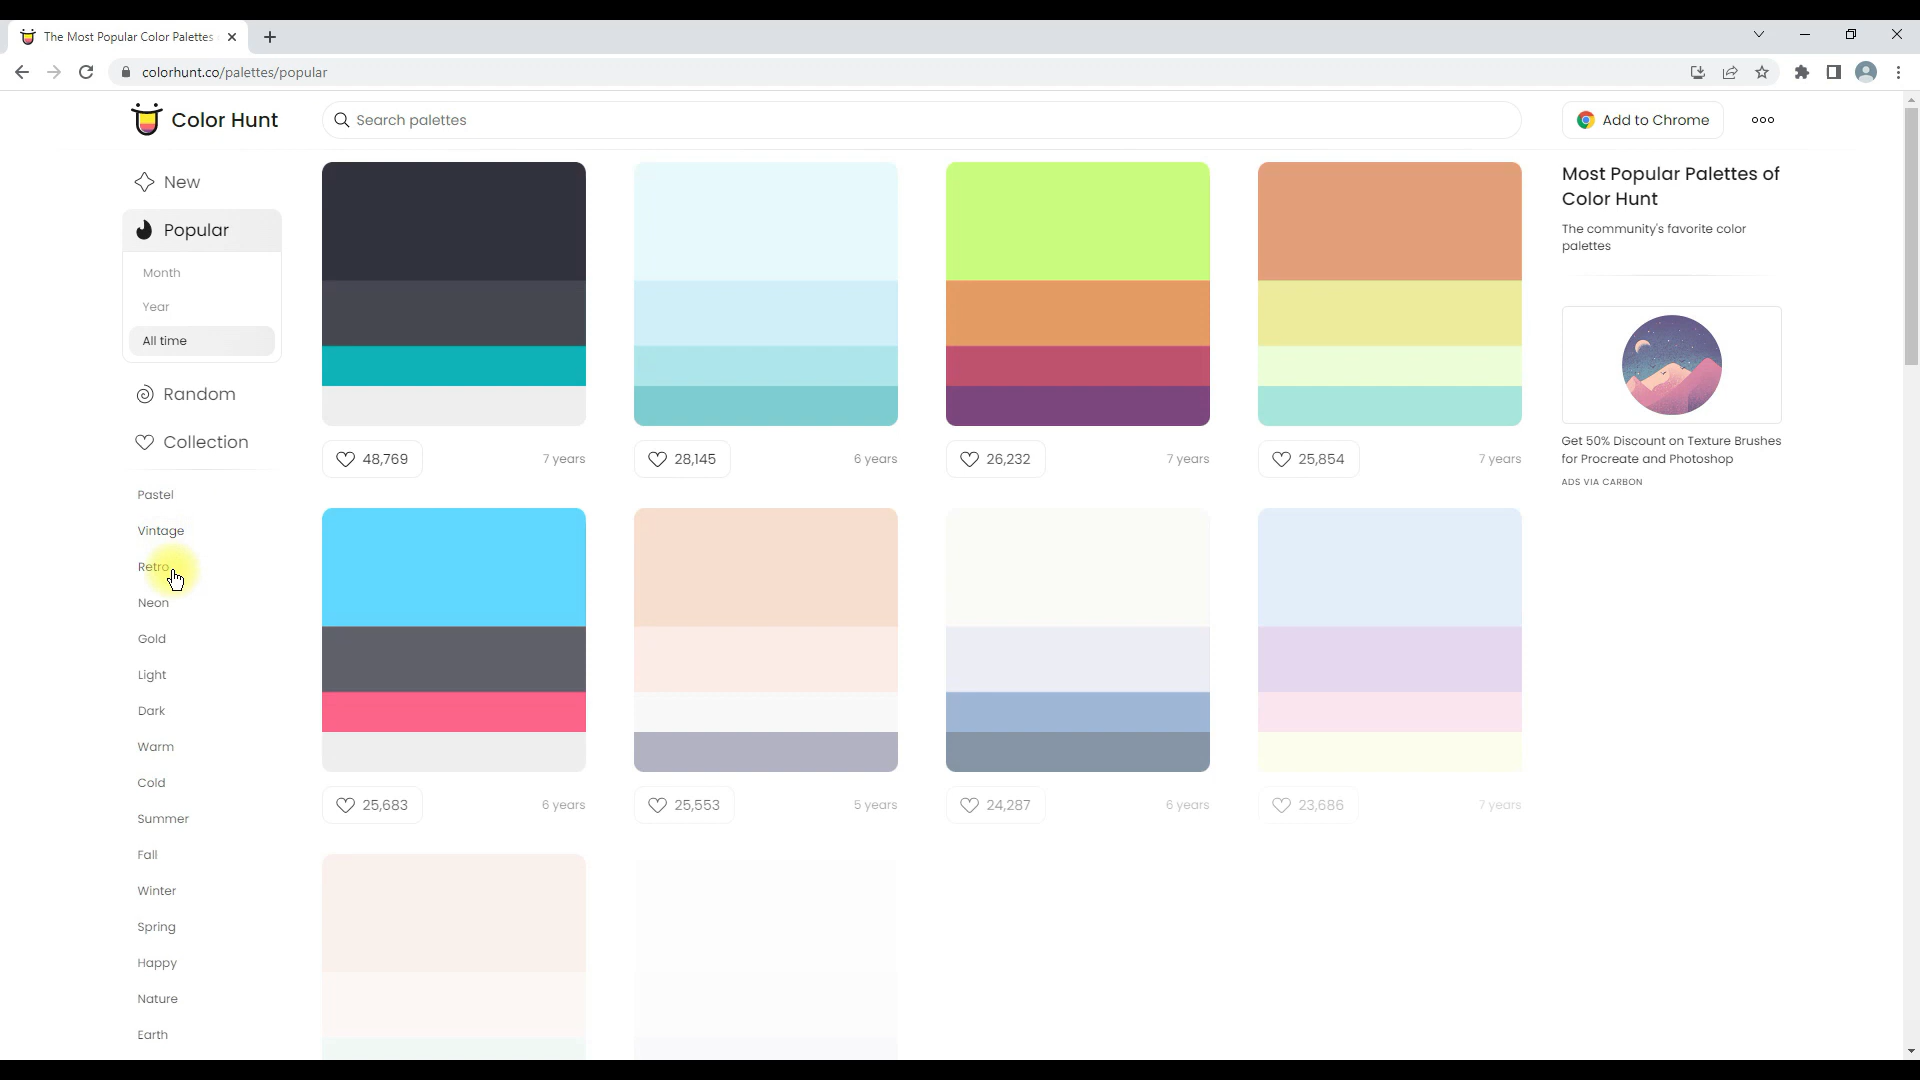 The Most Popular Color Palettes
colorhunt.co/palettes/popular
Color Hunt
Search palettes
Add to Chrome
New
Popular
Month
Year
All time
Random
Collection
Pastel
Vintage
Retro
Neon
Gold
Light
Dark
Warm
Cold
Summer
Fall
Winter
Spring
Happy
Nature
Earth
48,769
7 years
28,145
6 years
26,232
7 years
25,854
7 years
25,683
6 years
25,553
5 years
24,287
6 years
23,686
7 years
Most Popular Palettes of
Color Hunt
The community's favorite color
palettes
Get 50% Discount on Texture Brushes
for Procreate and Photoshop
ADS VIA CARBON